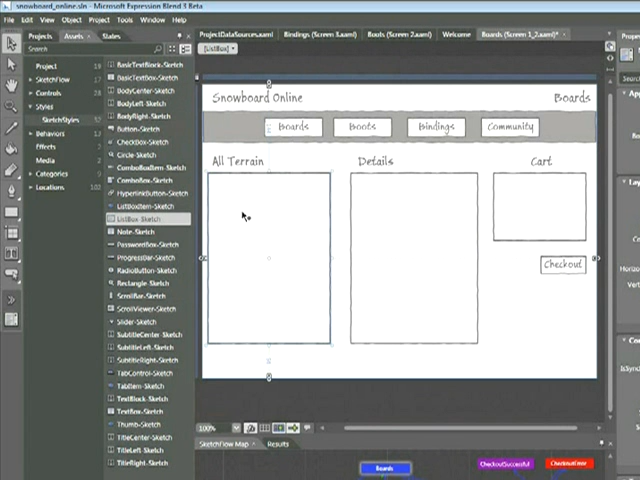 snowboard_online.sln - Microsoft Expression Blend 3 Beta
File Edit View Object Project Tools Window Help
Projects Assets × States
Search
Project
SketchFlow
Controls
Styles
SketchStyles
Behaviors
Effects
Media
Categories
Locations
BasicTextBlock-Sketch
BasicTextBox-Sketch
BodyCenter-Sketch
BodyLeft-Sketch
BodyRight-Sketch
Button-Sketch
CheckBox-Sketch
Circle-Sketch
ComboBoxItem-Sketch
ComboBox-Sketch
HyperlinkButton-Sketch
ListBoxItem-Sketch
ListBox-Sketch
Note-Sketch
PasswordBox-Sketch
ProgressBar-Sketch
RadioButton-Sketch
Rectangle-Sketch
ScrollBar-Sketch
ScrollViewer-Sketch
Slider-Sketch
SubtitleCenter-Sketch
SubtitleLeft-Sketch
SubtitleRight-Sketch
TabControl-Sketch
TabItem-Sketch
TextBlock-Sketch
TextBox-Sketch
Thumb-Sketch
TitleCenter-Sketch
TitleLeft-Sketch
TitleRight-Sketch
ProjectDataSources.xaml Bindings (Screen 3.xaml) Boots (Screen 2.xaml) Welcome Boards (Screen 1_2.xaml)* ×
[ListBox]
Snowboard Online Boards
Boards Boots Bindings Community
All Terrain Details Cart
Checkout
100%
SketchFlow Map × Results
Boards CheckoutSuccessful CheckoutError
Search